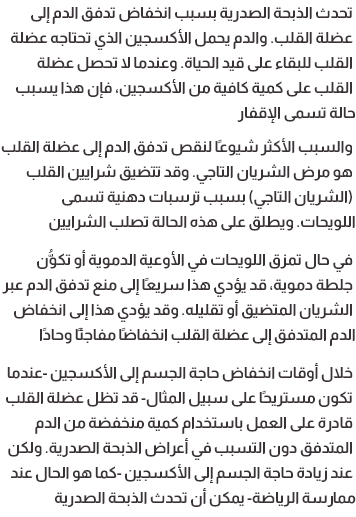 تحدث الذبحة الصدرية بسبب انخفاض تدفق الدم إلى
عضلة القلب. والدم يحمل الأكسجين الذي تحتاجه عضلة
القلب للبقاء على قيد الحياة. وعندما لا تحصل عضلة
القلب على كمية كافية من الأكسجين، فإن هذا يسبب
حالة تسمى الإقفار
والسبب الأكثر شيوعًا لنقص تدفق الدم إلى عضلة القلب
هو مرض الشريان التاجي. وقد تتضيق شرايين القلب
(الشريان التاجي) بسبب ترسبات دهنية تسمى
اللويحات. ويطلق على هذه الحالة تصلب الشرايين
في حال تمزق اللويحات في الأوعية الدموية أو تكوُّن
جلطة دموية، قد يؤدي هذا سريعًا إلى منع تدفق الدم عبر
الشريان المتضيق أو تقليله. وقد يؤدي هذا إلى انخفاض
الدم المتدفق إلى عضلة القلب انخفاضًا مفاجئًا وحادًا
خلال أوقات انخفاض حاجة الجسم إلى الأكسجين -عندما
تكون مستريحًا على سبيل المثال- قد تظل عضلة القلب
قادرة على العمل باستخدام كمية منخفضة من الدم
المتدفق دون التسبب في أعراض الذبحة الصدرية. ولكن
عند زيادة حاجة الجسم إلى الأكسجين -كما هو الحال عند
ممارسة الرياضة- يمكن أن تحدث الذبحة الصدرية